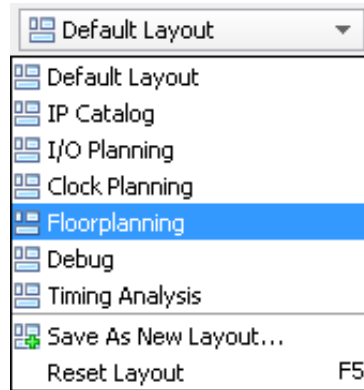 Default Layout
Default Layout
IP Catalog
I/O Planning
Clock Planning
Floorplanning
Debug
Timing Analysis
Save As New Layout...
Reset Layout F5